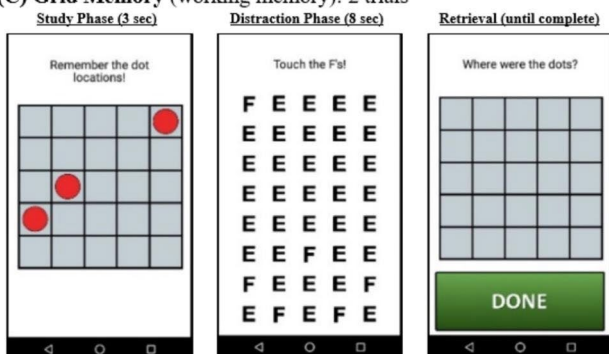 (C) Grid Memory (working memory): 2 trials
Study Phase (3 sec)
Remember the dot
locations!
Distraction Phase (8 sec)
Touch the F's!
F E E E E
E E E E E
E E E E E
E E E E E
E E E E E
E E F E E
F E E E F
E F E F E
Retrieval (until complete)
Where were the dots?
DONE